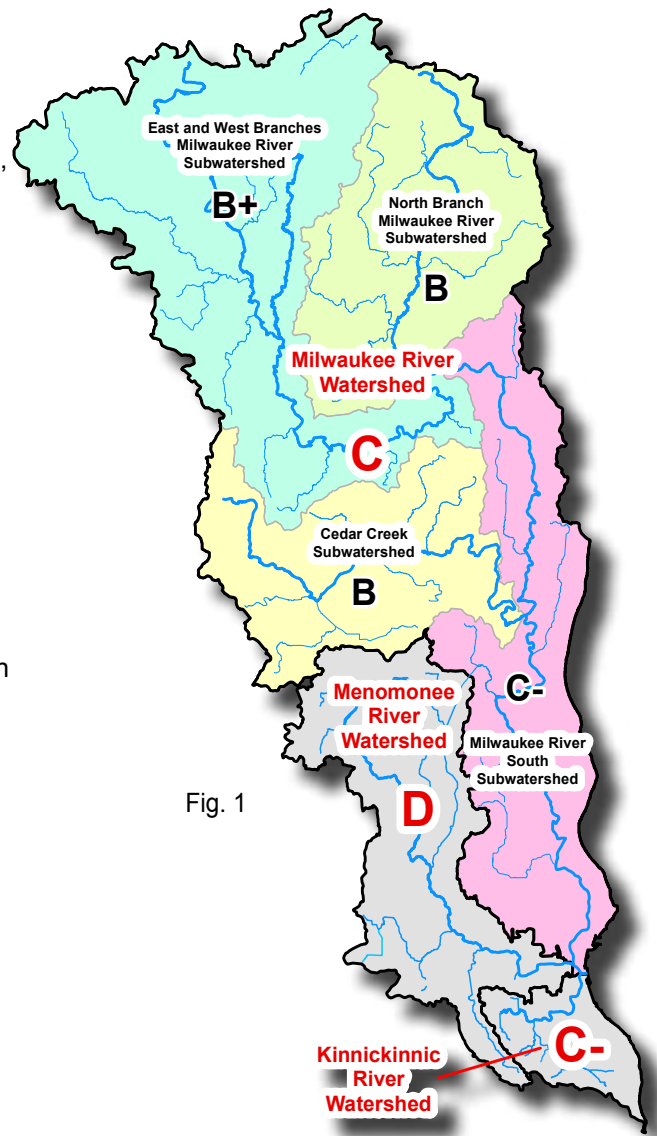 East and West Branches
Milwaukee River
Subwatershed
,
B+
North Branch
Milwaukee River
Subwatershed
B
Milwaukee River
Watershed
C
Cedar Creek
Subwatershed
B
n
Menomonee
River
Watershed
C-
Milwaukee River
South
Subwatershed
Fig. 1
D
Kinnickinnic
River
Watershed
C-